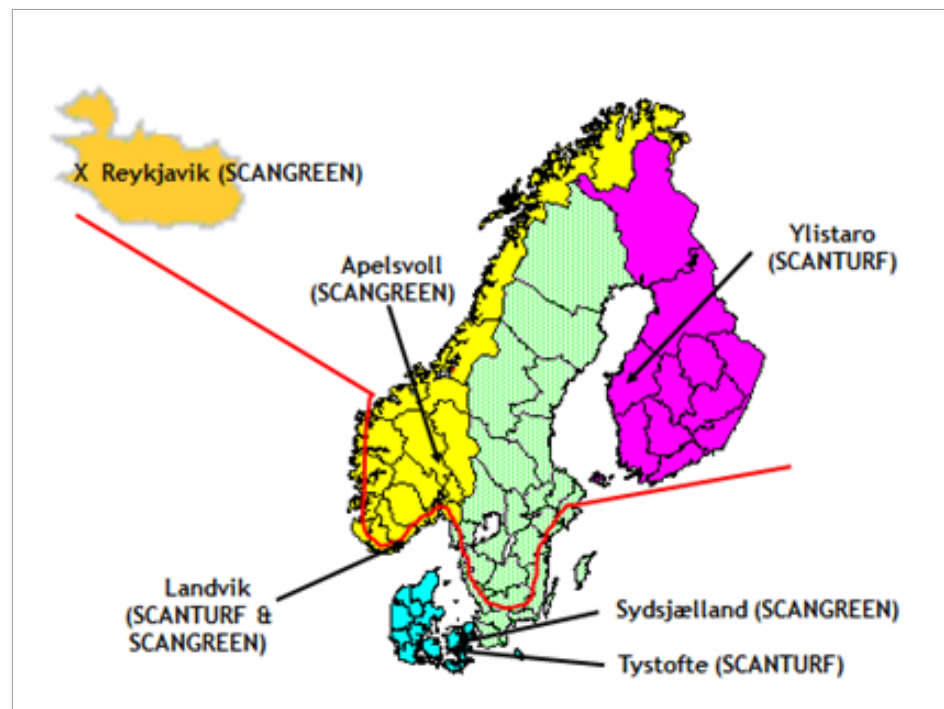 X Reykjavik (SCANGREEN)
Ylistaro
(SCANTURF)
Apelsvoll
(SCANGREEN)
Landvik
(SCANTURF &
SCANGREEN)
Sydsjælland (SCANGREEN)
Tystofte (SCANTURF)